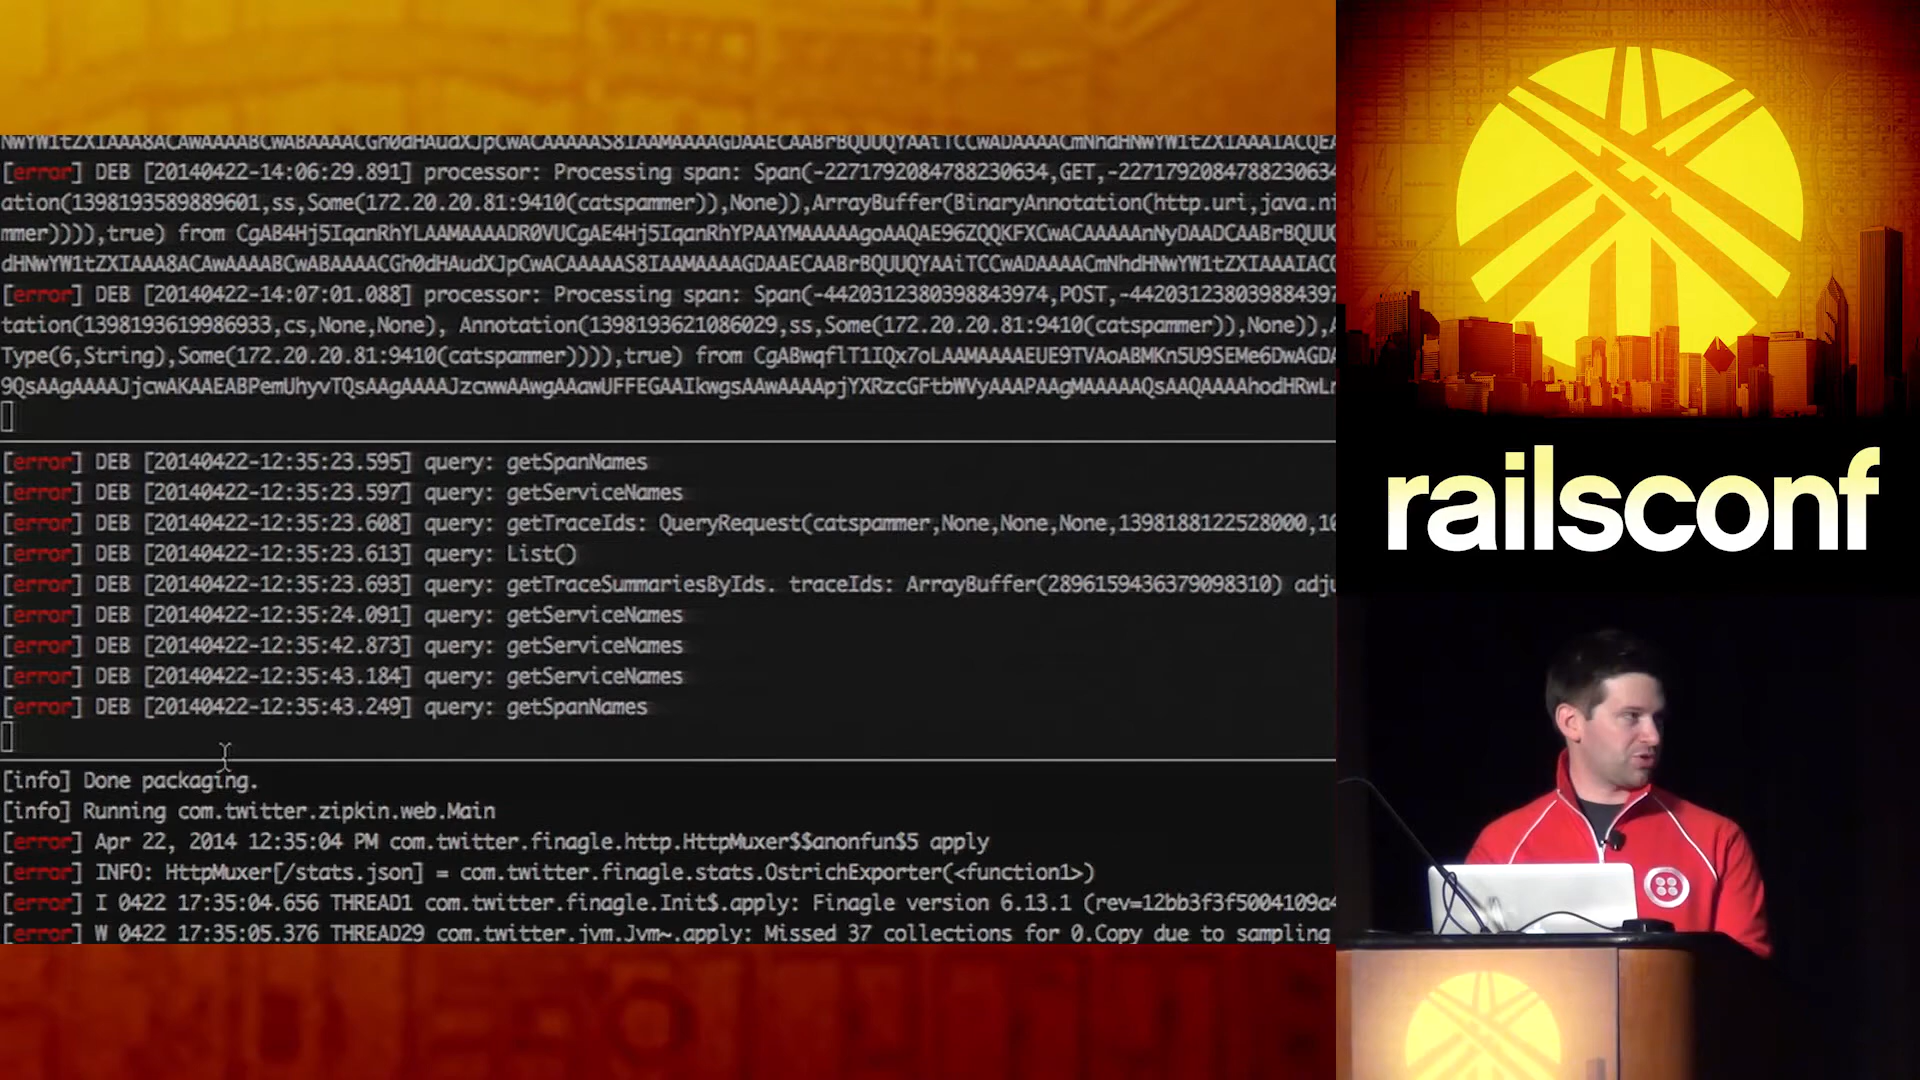 [error] DEB [20140422-14:06:29.891] processor: Processing span: Span(-2271792084788230634,GET,-2271792084788230634
ation(1398193589889601,ss,Some(172.20.20.81:9410(catspammer)),None)),ArrayBuffer(BinaryAnnotation(http.uri,java.ni
mmer)))),true) from
[error] DEB [20140422-14:07:01.088] processor: Processing span: Span(-4420312380398843974,POST,-442031238039884397
tation(1398193619986933,cs,None,None), Annotation(1398193621086029,ss,Some(172.20.20.81:9410(catspammer)),None)),A
Type(6,String),Some(172.20.20.81:9410(catspammer)))),true) from
[error] DEB [20140422-12:35:23.595] query: getSpanNames
[error] DEB [20140422-12:35:23.597] query: getServiceNames
[error] DEB [20140422-12:35:23.608] query: getTraceIds: QueryRequest(catspammer,None,None,None,1398188122528000,10
[error] DEB [20140422-12:35:23.613] query: List()
[error] DEB [20140422-12:35:23.693] query: getTraceSummariesByIds. traceIds: ArrayBuffer(2896159436379098310) adju
[error] DEB [20140422-12:35:24.091] query: getServiceNames
[error] DEB [20140422-12:35:42.873] query: getServiceNames
[error] DEB [20140422-12:35:43.184] query: getServiceNames
[error] DEB [20140422-12:35:43.249] query: getSpanNames
[info] Done packaging.
[info] Running com.twitter.zipkin.web.Main
[error] Apr 22, 2014 12:35:04 PM com.twitter.finagle.http.HttpMuxer$$anonfun$5 apply
[error] INFO: HttpMuxer[/stats.json] = com.twitter.finagle.stats.OstrichExporter(<function1>)
[error] I 0422 17:35:04.656 THREAD1 com.twitter.finagle.Init$.apply: Finagle version 6.13.1 (rev=12bb3f3f5004109a4
[error] W 0422 17:35:05.376 THREAD29 com.twitter.jvm.Jvm~.apply: Missed 37 collections for 0.Copy due to sampling
railsconf